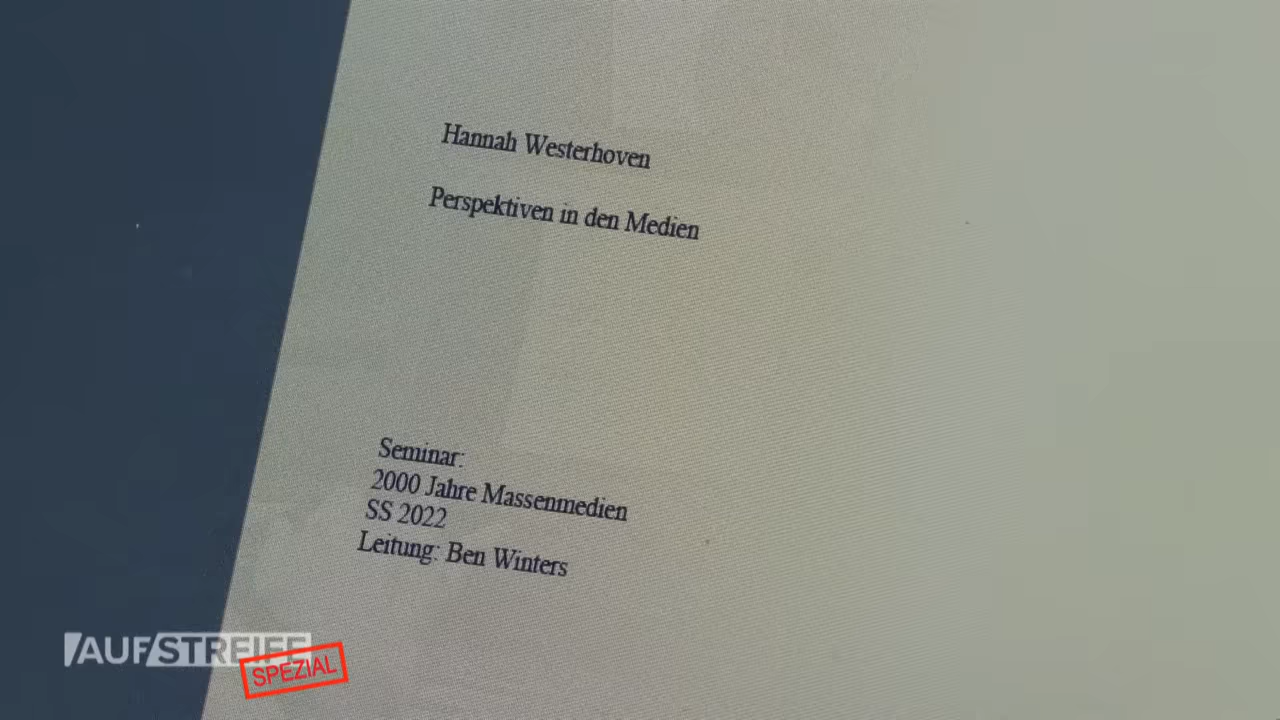 Hannah Westerhoven
Perspektiven in den Medien
Seminar:
2000 Jahre Massenmedien
SS 2022
Leitung: Ben Winters
AUF STREIFE
SPEZIAL